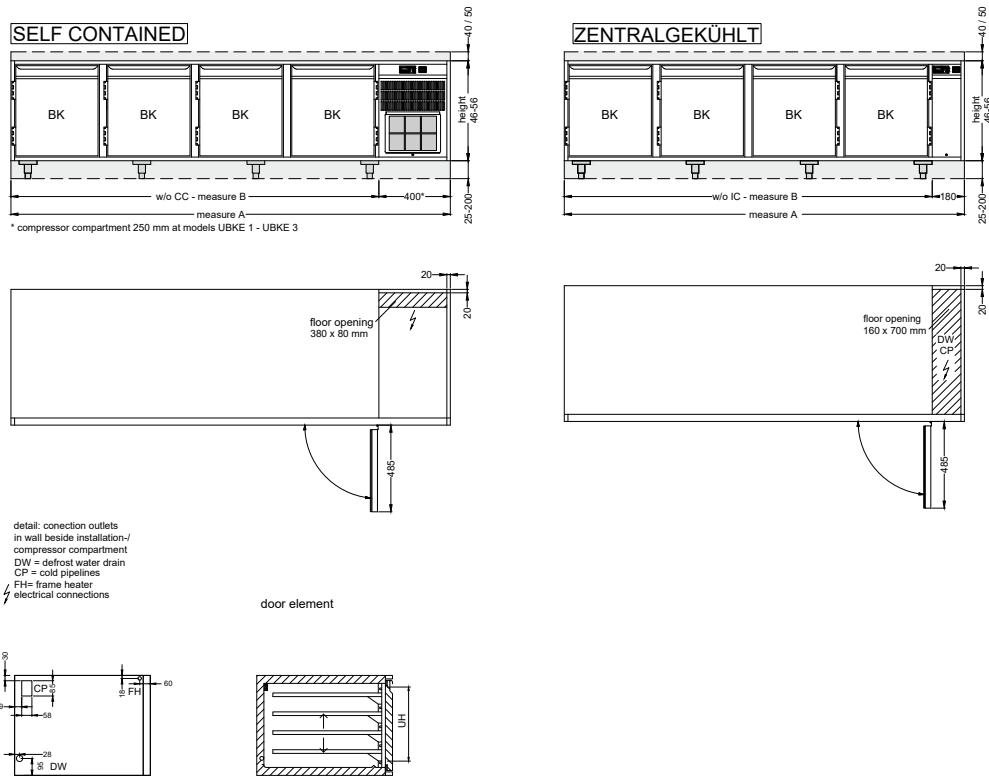 SELF CONTAINED
40 / 50
BK
BK
BK
BK
height
46-56
w/o CC - measure B
400*
measure A
25-200
* compressor compartment 250 mm at models UBKE 1 - UBKE 3
ZENTRALGEKÜHLT
40 / 50
BK
BK
BK
BK
height
46-56
w/o IC - measure B
180
measure A
25-200
20
20
floor opening
380 x 80 mm
485
20
20
floor opening
160 x 700 mm
DW
CP
485
detail: conection outlets
in wall beside installation-/
compressor compartment
DW = defrost water drain
CP = cold pipelines
FH= frame heater
electrical connections
door element
30
CP
85
58
18
FH
60
28
95
DW
UH